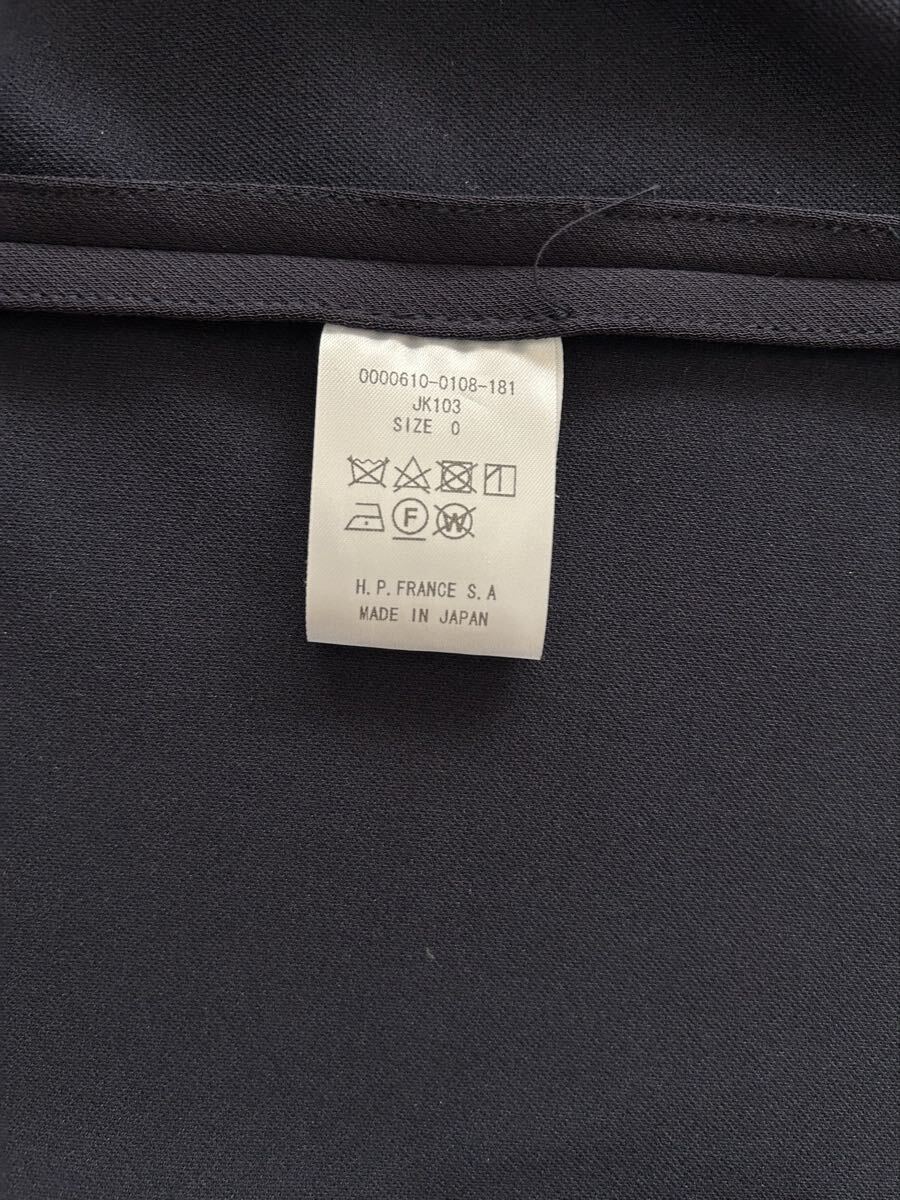 0000610-0108-181
JK103
SIZE 0
F W
H.P.FRANCE S.A
MADE IN JAPAN